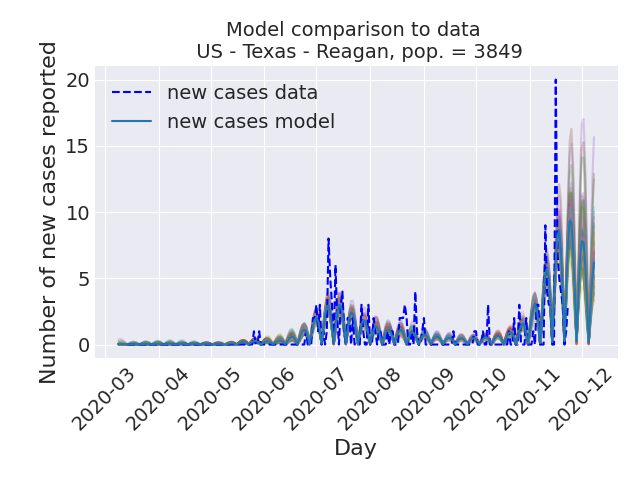 Model comparison to data
US - Texas - Reagan, pop. = 3849
Number of new cases reported
20
15
10
5
0
new cases data
new cases model
2020-03
2020-04
2020-05
2020-06
2020-07
2020-08
2020-09
2020-10
2020-11
2020-12
Day